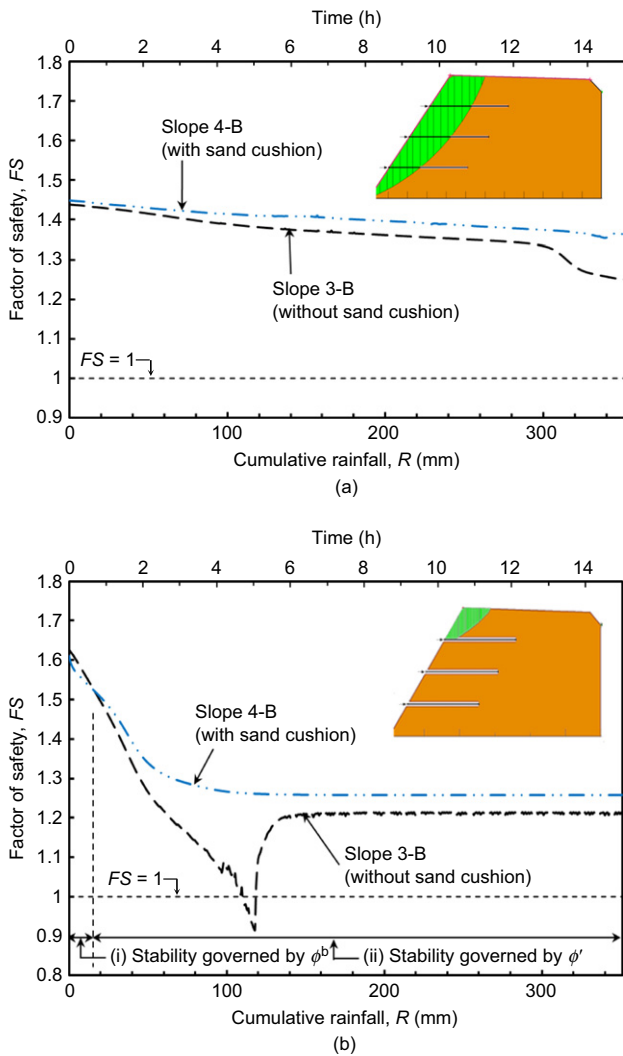 Time (h)
0 2 4 6 8 10 12 14
1.8
1.7
1.6
1.5
1.4
1.3
1.2
1.1
1
0.9
Factor of safety, FS
Slope 4-B
(with sand cushion)
Slope 3-B
(without sand cushion)
FS = 1
0 100 200 300
Cumulative rainfall, R (mm)
(a)
Time (h)
0 2 4 6 8 10 12 14
1.8
1.7
1.6
1.5
1.4
1.3
1.2
1.1
1
0.9
0.8
Factor of safety, FS
Slope 4-B
(with sand cushion)
Slope 3-B
(without sand cushion)
FS = 1
(i) Stability governed by ϕᵇ (ii) Stability governed by ϕ′
0 100 200 300
Cumulative rainfall, R (mm)
(b)